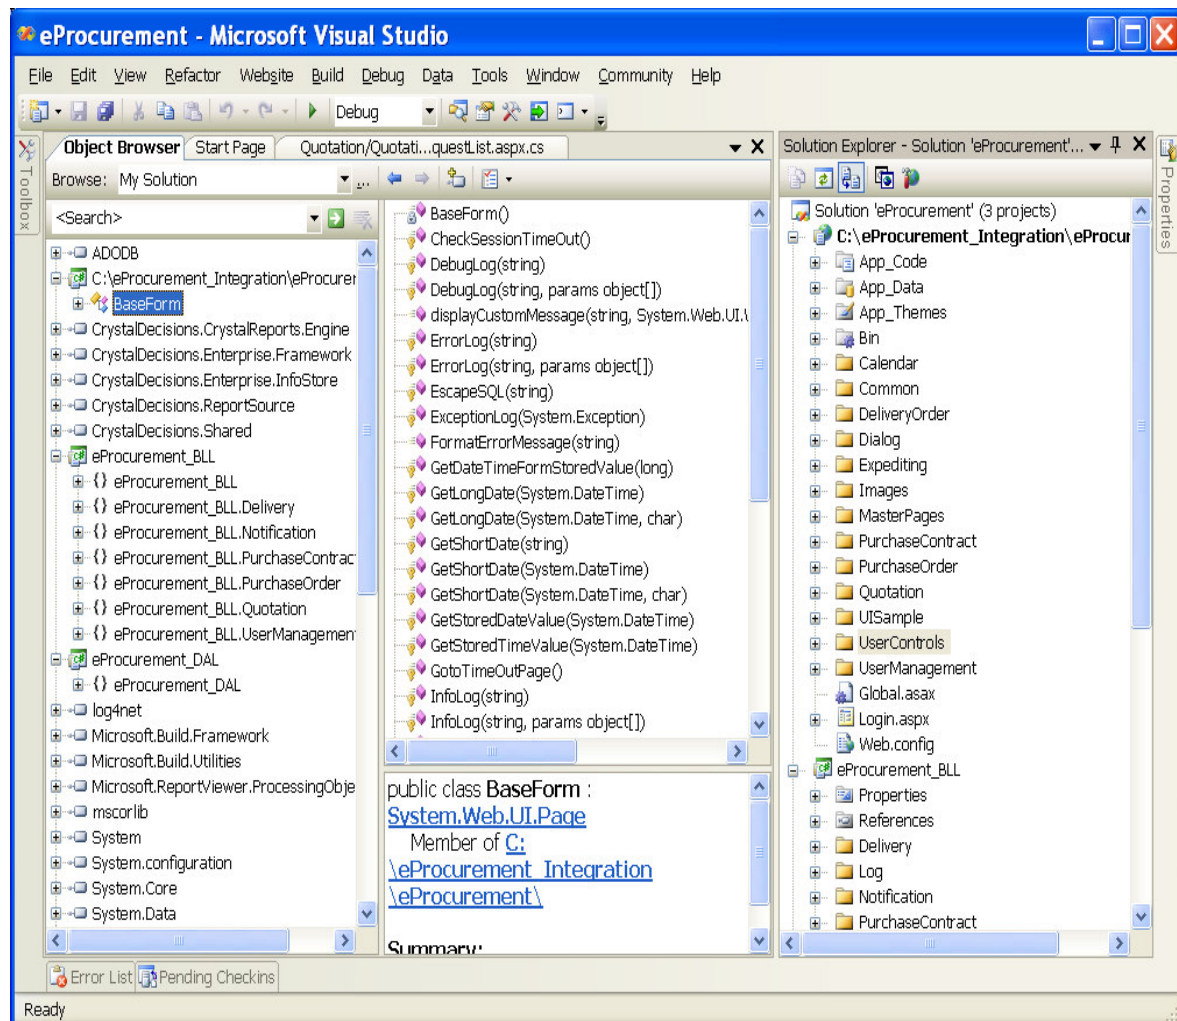 eProcurement - Microsoft Visual Studio
File Edit View Refactor Website Build Debug Data Tools Window Community Help
Debug
Toolbox
Object Browser Start Page Quotation/Quotati...questList.aspx.cs
Browse: My Solution ...
<Search>
ADODB
C:\eProcurement_Integration\eProcurer
BaseForm
CrystalDecisions.CrystalReports.Engine
CrystalDecisions.Enterprise.Framework
CrystalDecisions.Enterprise.InfoStore
CrystalDecisions.ReportSource
CrystalDecisions.Shared
eProcurement_BLL
{} eProcurement_BLL
{} eProcurement_BLL.Delivery
{} eProcurement_BLL.Notification
{} eProcurement_BLL.PurchaseContrac
{} eProcurement_BLL.PurchaseOrder
{} eProcurement_BLL.Quotation
{} eProcurement_BLL.UserManagemen
eProcurement_DAL
{} eProcurement_DAL
log4net
Microsoft.Build.Framework
Microsoft.Build.Utilities
Microsoft.ReportViewer.ProcessingObje
mscorlib
System
System.configuration
System.Core
System.Data
BaseForm()
CheckSessionTimeOut()
DebugLog(string)
DebugLog(string, params object[])
displayCustomMessage(string, System.Web.UI.\
ErrorLog(string)
ErrorLog(string, params object[])
EscapeSQL(string)
ExceptionLog(System.Exception)
FormatErrorMessage(string)
GetDateTimeFormStoredValue(long)
GetLongDate(System.DateTime)
GetLongDate(System.DateTime, char)
GetShortDate(string)
GetShortDate(System.DateTime)
GetShortDate(System.DateTime, char)
GetStoredDateValue(System.DateTime)
GetStoredTimeValue(System.DateTime)
GotoTimeOutPage()
InfoLog(string)
InfoLog(string, params object[])
public class BaseForm :
System.Web.UI.Page
Member of C:
\eProcurement_Integration
\eProcurement\
Summary:
Solution Explorer - Solution 'eProcurement'...
Solution 'eProcurement' (3 projects)
C:\eProcurement_Integration\eProcur
App_Code
App_Data
App_Themes
Bin
Calendar
Common
DeliveryOrder
Dialog
Expediting
Images
MasterPages
PurchaseContract
PurchaseOrder
Quotation
UISample
UserControls
UserManagement
Global.asax
Login.aspx
Web.config
eProcurement_BLL
Properties
References
Delivery
Log
Notification
PurchaseContract
Properties
Error List Pending Checkins
Ready